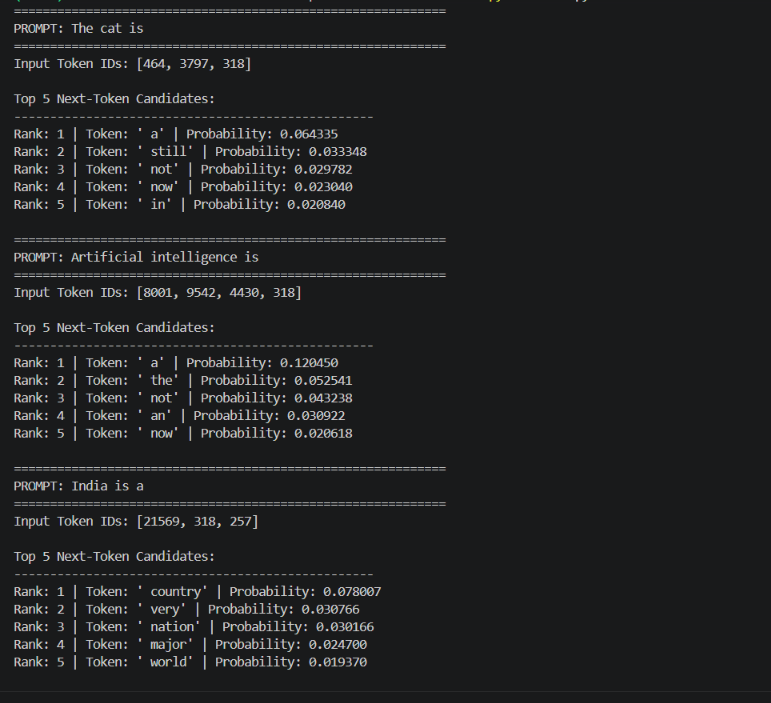 ============================================================
PROMPT: The cat is
============================================================
Input Token IDs: [464, 3797, 318]
Top 5 Next-Token Candidates:
--------------------------------------------------
Rank: 1 | Token: ' a' | Probability: 0.064335
Rank: 2 | Token: ' still' | Probability: 0.033348
Rank: 3 | Token: ' not' | Probability: 0.029782
Rank: 4 | Token: ' now' | Probability: 0.023040
Rank: 5 | Token: ' in' | Probability: 0.020840
============================================================
PROMPT: Artificial intelligence is
============================================================
Input Token IDs: [8001, 9542, 4430, 318]
Top 5 Next-Token Candidates:
--------------------------------------------------
Rank: 1 | Token: ' a' | Probability: 0.120450
Rank: 2 | Token: ' the' | Probability: 0.052541
Rank: 3 | Token: ' not' | Probability: 0.043238
Rank: 4 | Token: ' an' | Probability: 0.030922
Rank: 5 | Token: ' now' | Probability: 0.020618
============================================================
PROMPT: India is a
============================================================
Input Token IDs: [21569, 318, 257]
Top 5 Next-Token Candidates:
--------------------------------------------------
Rank: 1 | Token: ' country' | Probability: 0.078007
Rank: 2 | Token: ' very' | Probability: 0.030766
Rank: 3 | Token: ' nation' | Probability: 0.030166
Rank: 4 | Token: ' major' | Probability: 0.024700
Rank: 5 | Token: ' world' | Probability: 0.019370